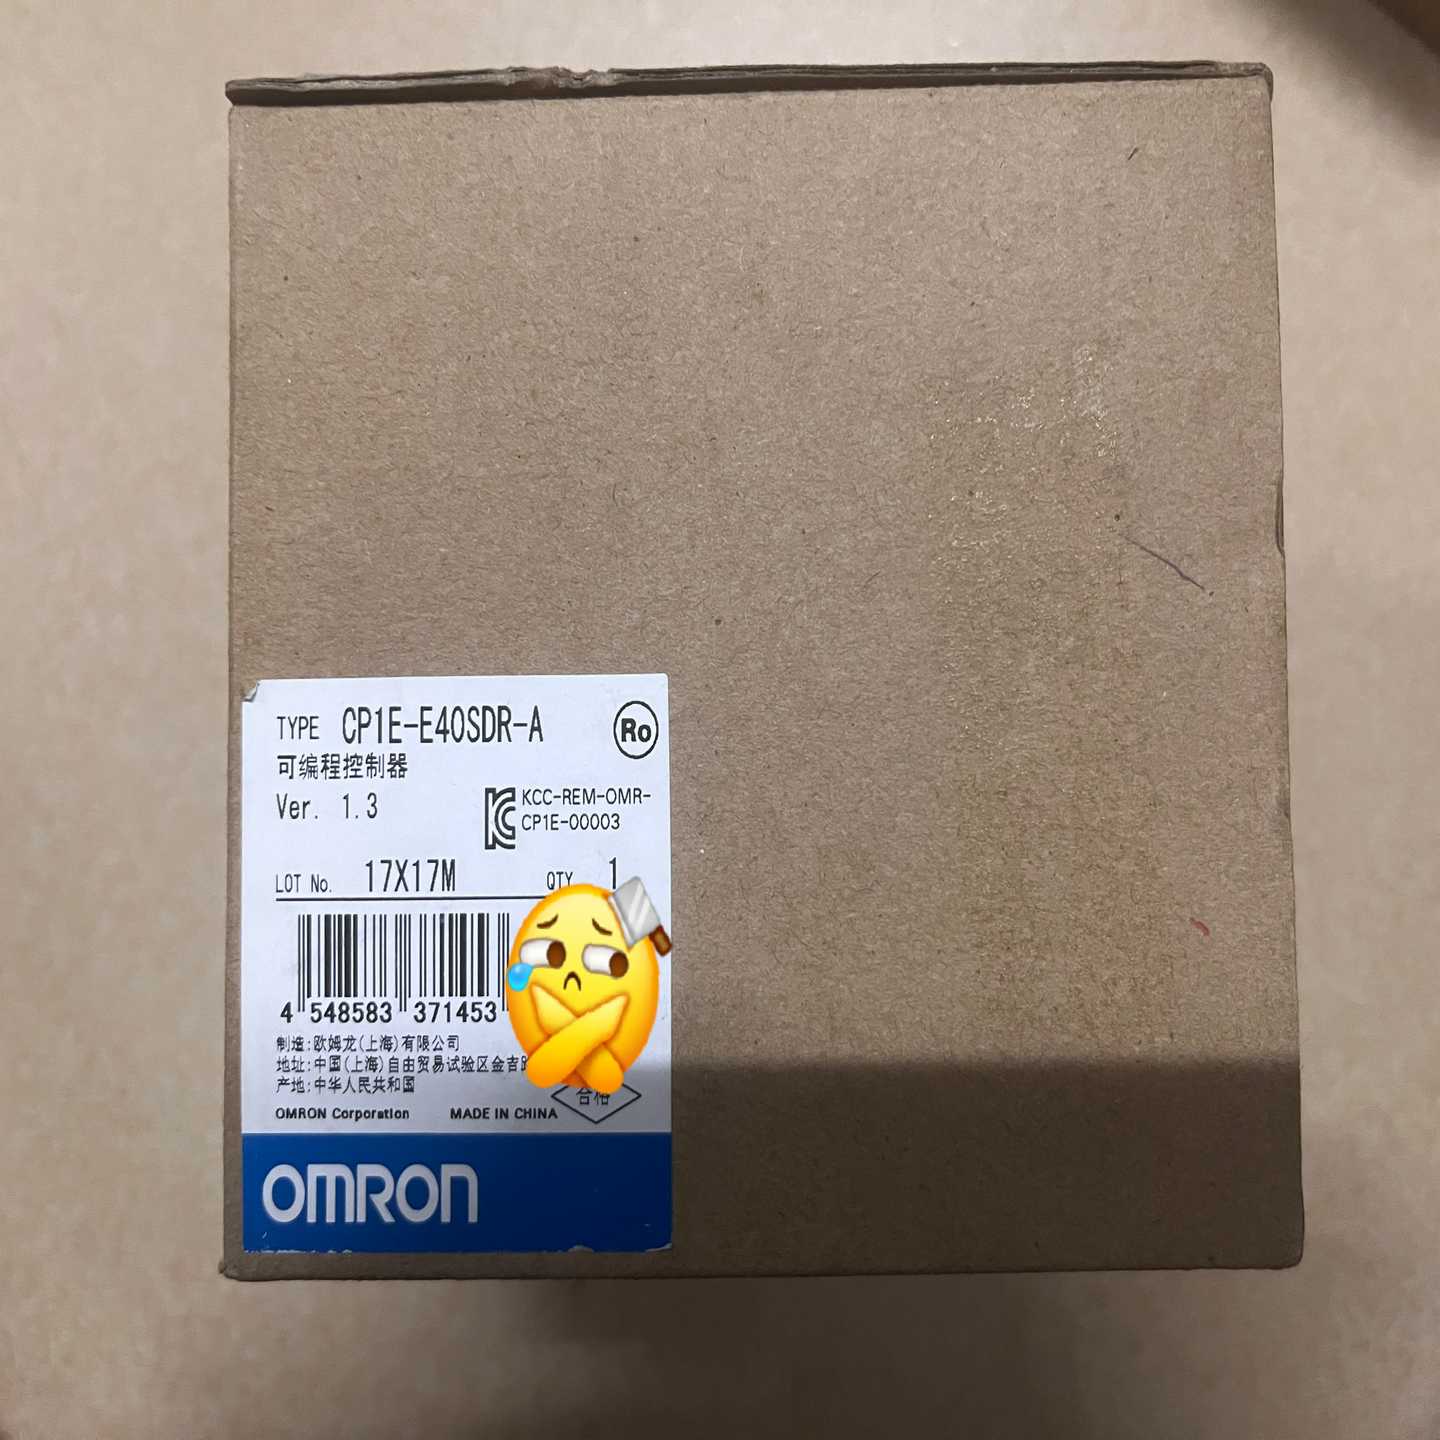 TYPE CP1E-E40SDR-A Ro
可编程控制器
Ver. 1.3
KCC-REM-OMR-
CP1E-00003
LOT No. 17X17M QTY 1
4 548583 371453
制造:欧姆龙(上海)有限公司
地址:中国(上海)自由贸易试验区金吉路
产地:中华人民共和国
合格
OMRON Corporation MADE IN CHINA
OMRON